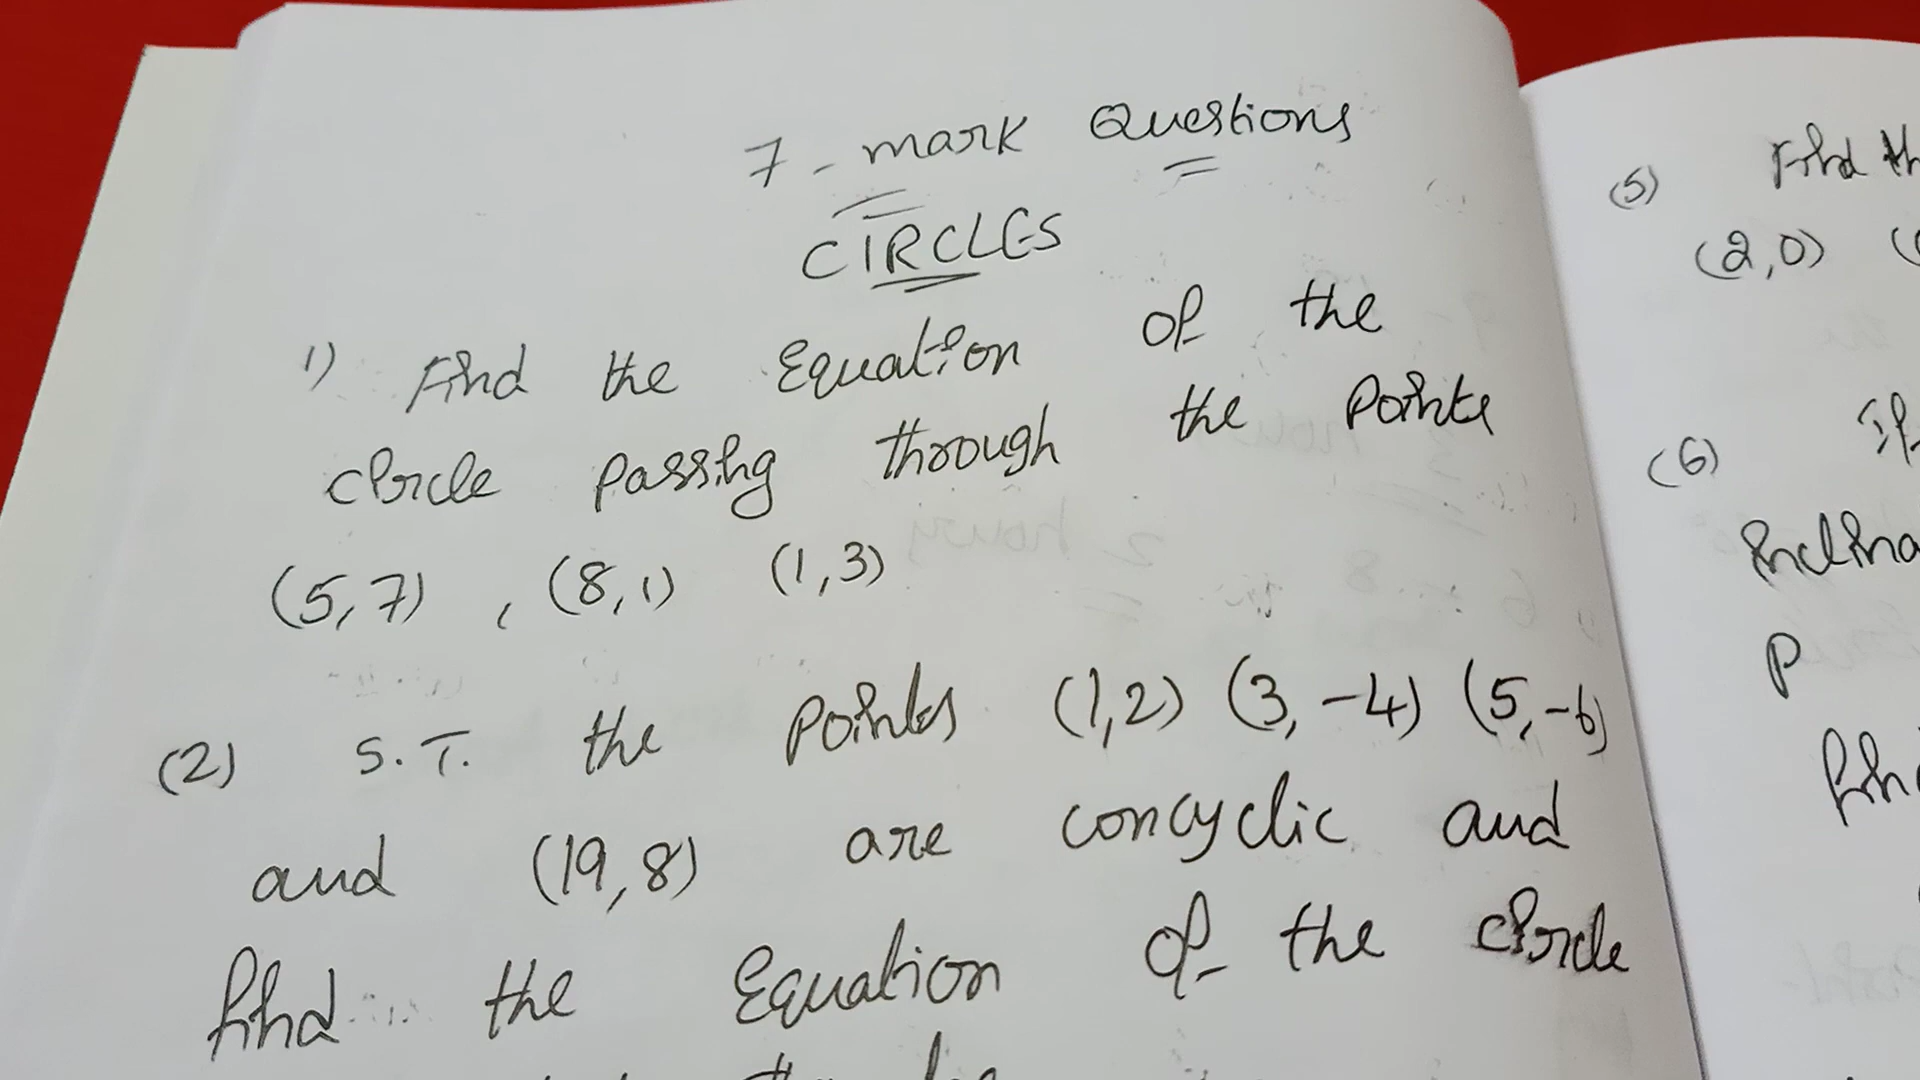 7 - mark Questions
CIRCLES
1) Find the Equation of the
circle passing through the points
(5,7) , (8,1) (1,3)
(2) S.T. the points (1,2) (3,-4) (5,-6)
and (19,8) are concyclic and
find the Equation of the circle
(5) Find th
(2,0) (
(6) If
inclina
P